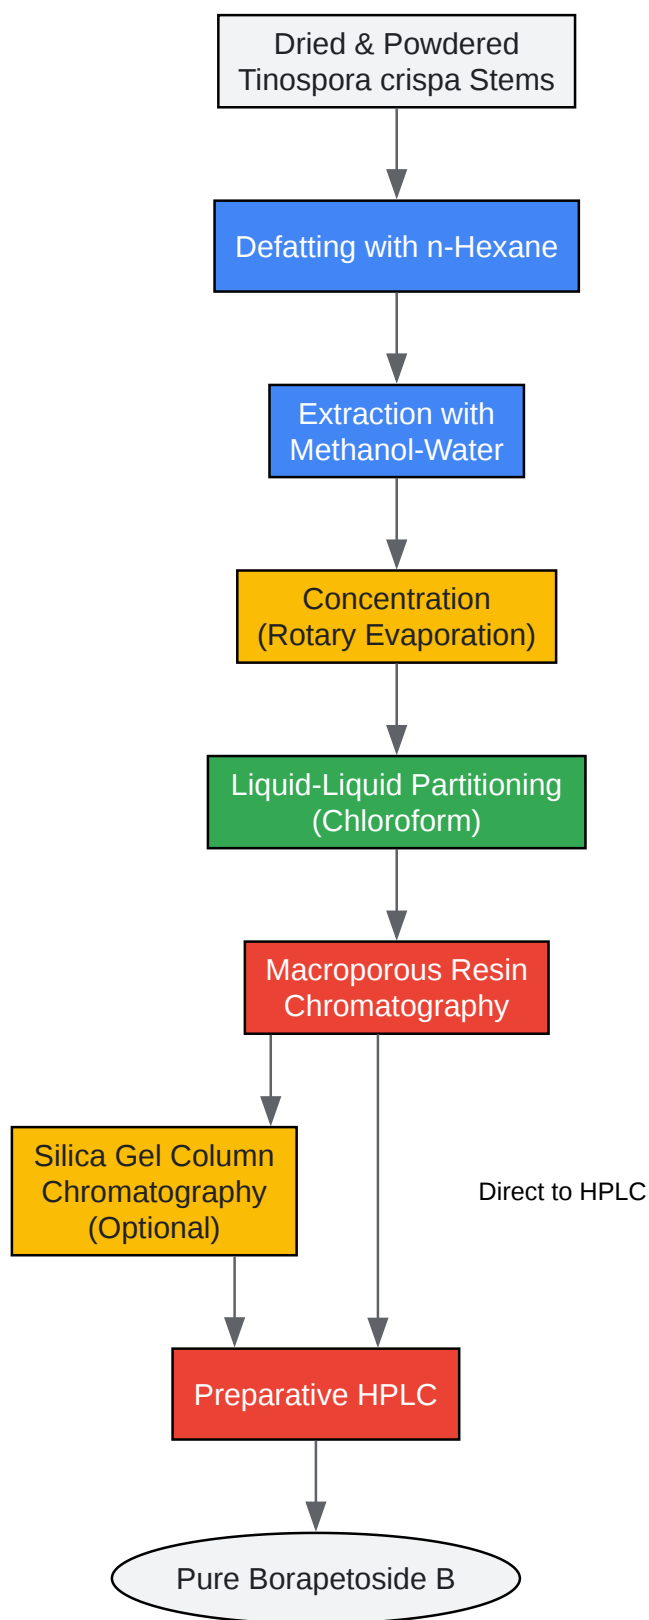 Dried & Powdered
Tinospora crispa Stems
Defatting with n-Hexane
Extraction with
Methanol-Water
Concentration
(Rotary Evaporation)
Liquid-Liquid Partitioning
(Chloroform)
Macroporous Resin
Chromatography
Silica Gel Column
Chromatography
(Optional)
Direct to HPLC
Preparative HPLC
Pure Borapetoside B